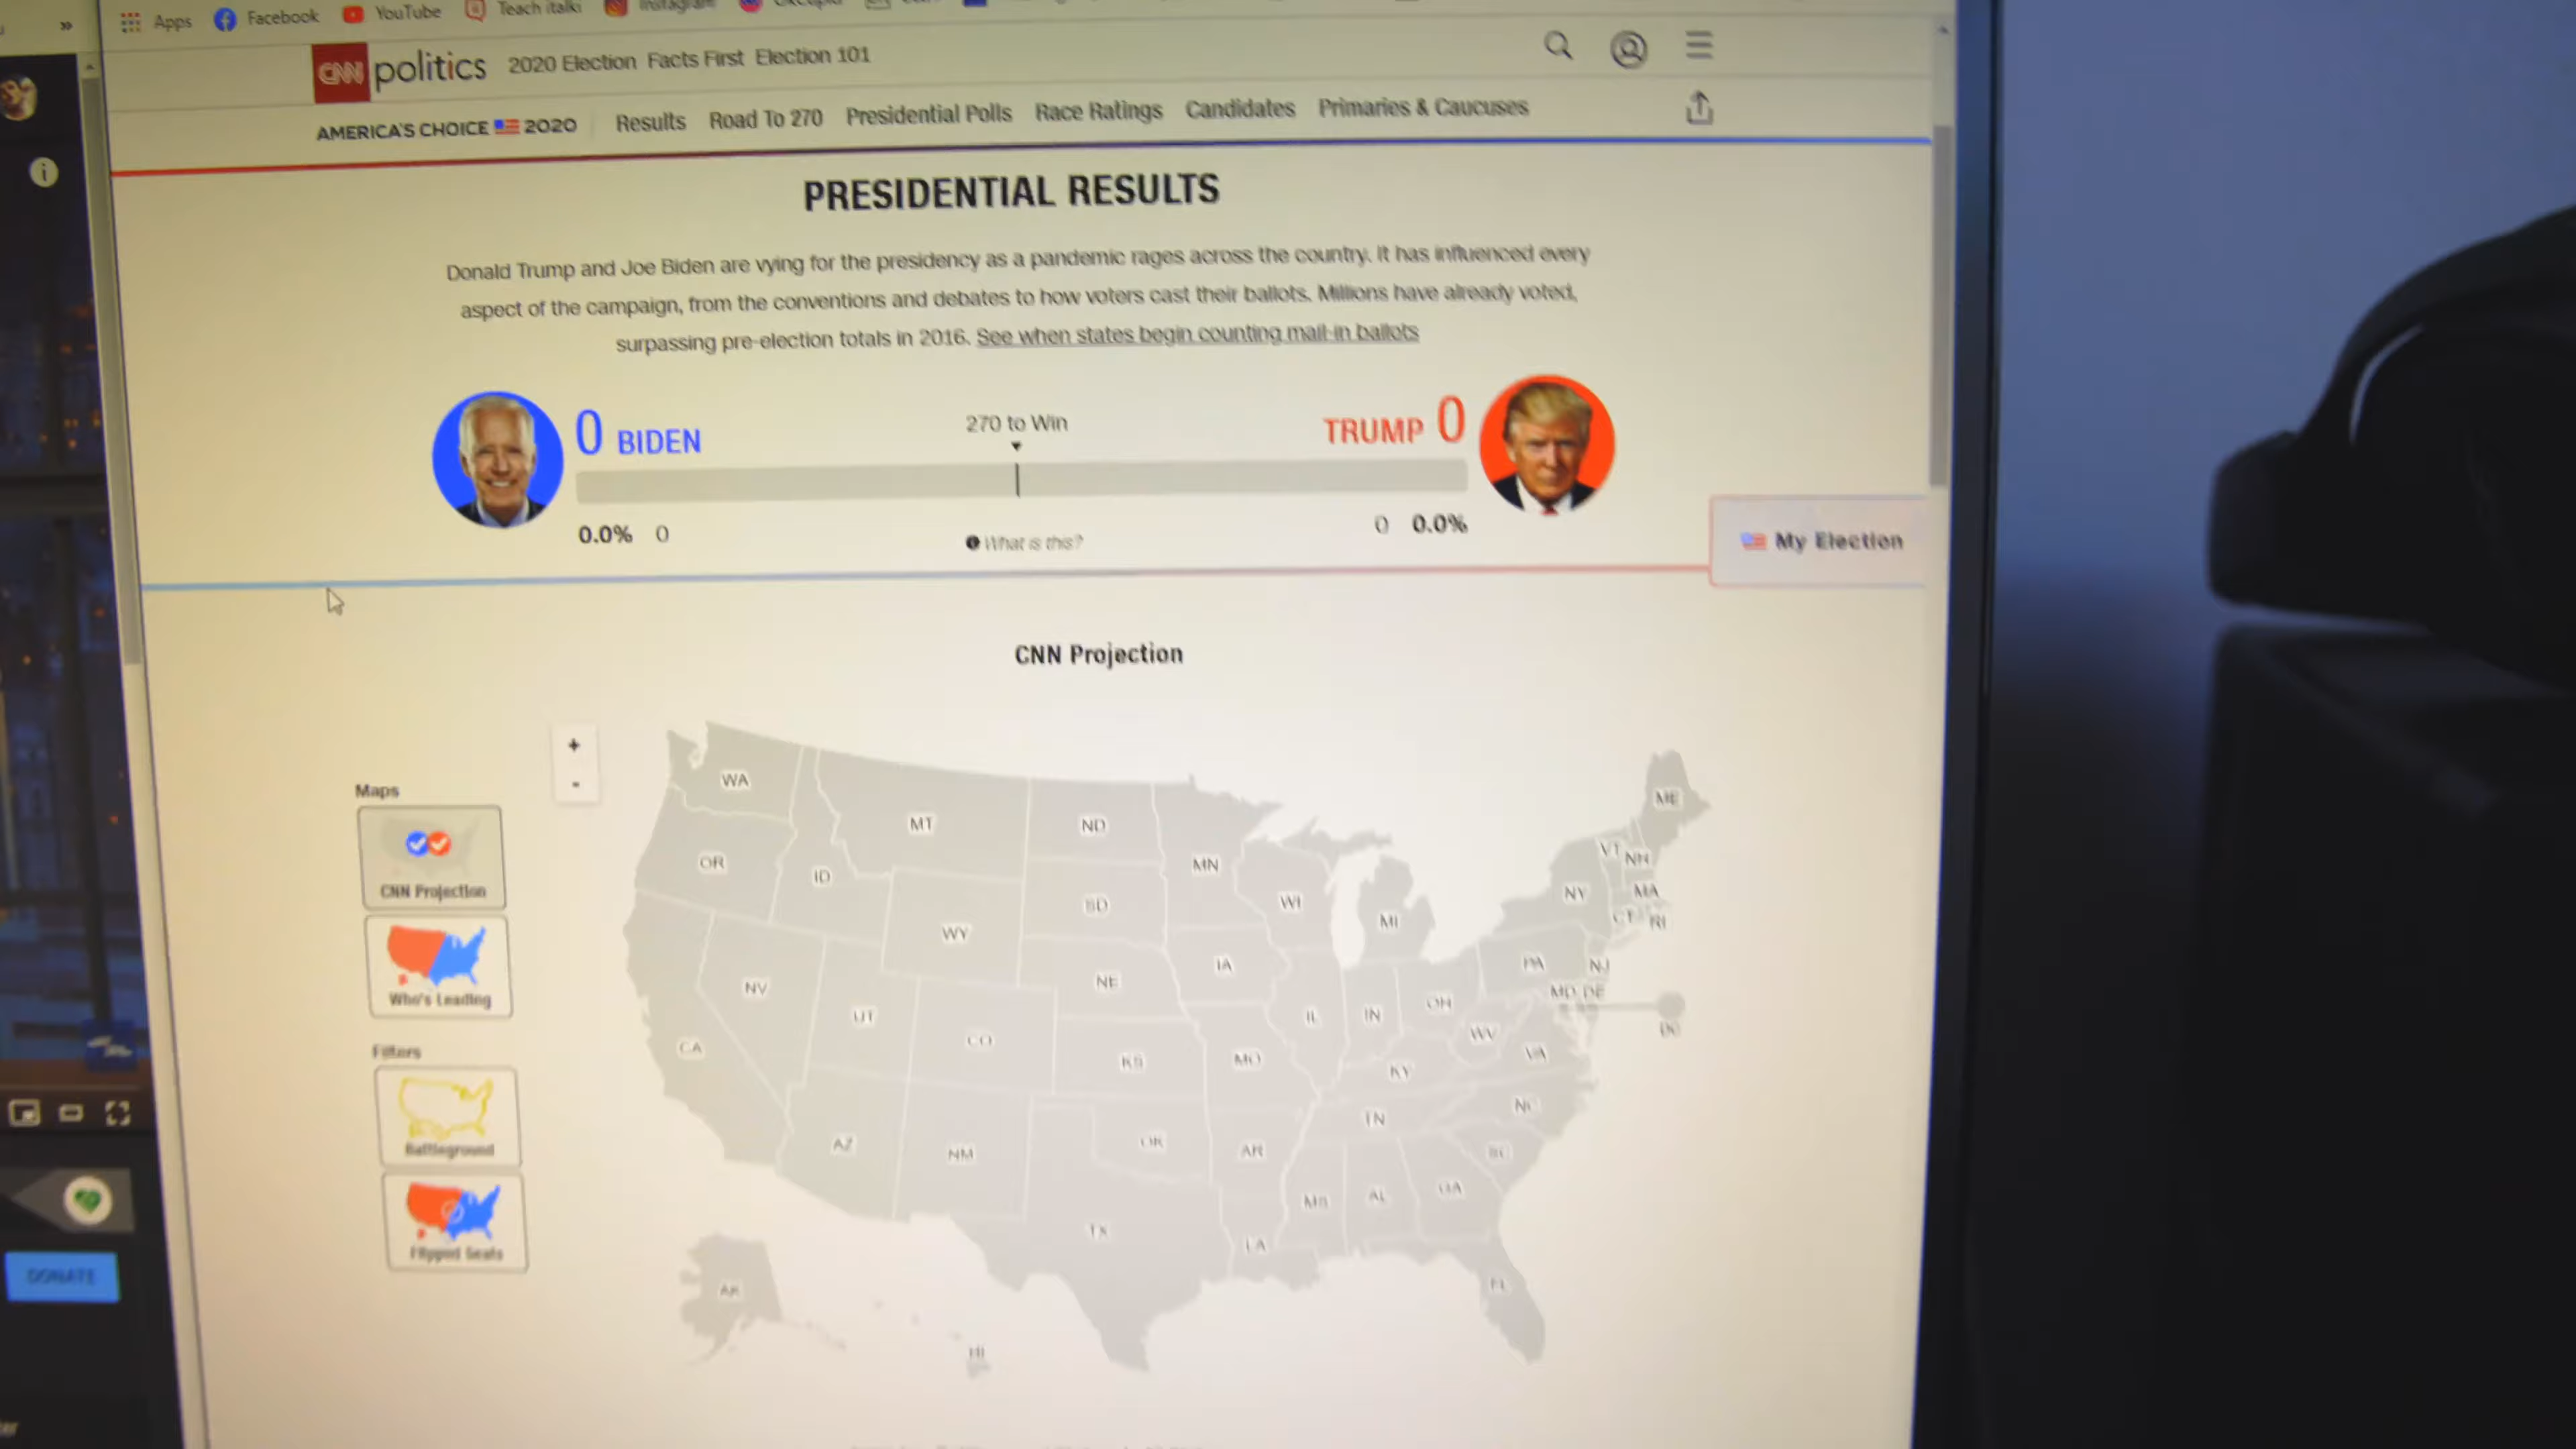 Apps Facebook YouTube Teach italki Instagram
CNN politics 2020 Election Facts First Election 101
AMERICA'S CHOICE 2020 Results Road To 270 Presidential Polls Race Ratings Candidates Primaries & Caucuses
PRESIDENTIAL RESULTS
Donald Trump and Joe Biden are vying for the presidency as a pandemic rages across the country. It has influenced every
aspect of the campaign, from the conventions and debates to how voters cast their ballots. Millions have already voted,
surpassing pre-election totals in 2016. See when states begin counting mail-in ballots
0 BIDEN 270 to Win TRUMP 0
0.0% 0 What is this? 0 0.0%
My Election
CNN Projection
+
-
Maps
CNN Projection
Who's Leading
Filters
Battleground
Flipped Seats
WA
MT
ND
ME
OR
ID
MN
VT
NH
WI
NY
MA
SD
MI
CT
RI
WY
IA
PA
NJ
NV
NE
MD DE
UT
IL
IN
OH
DC
CA
CO
KS
MO
WV
VA
KY
NC
TN
AZ
NM
OK
AR
SC
MS
AL
GA
TX
LA
AK
FL
HI
DONATE